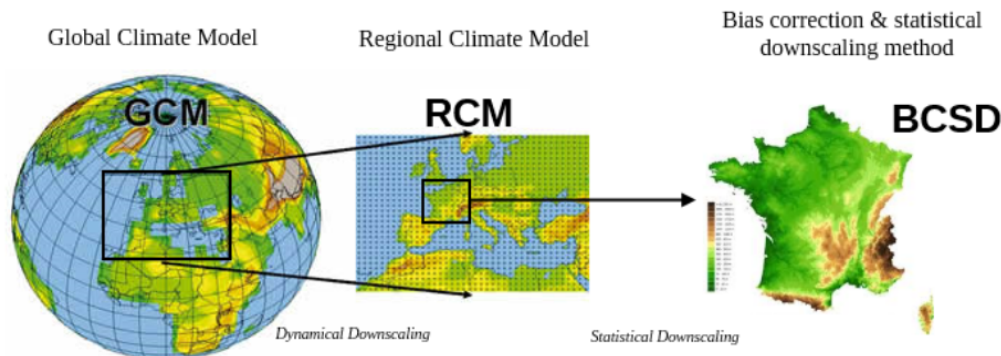 Global Climate Model
Regional Climate Model
Bias correction & statistical
downscaling method
GCM
RCM
BCSD
Dynamical Downscaling
Statistical Downscaling